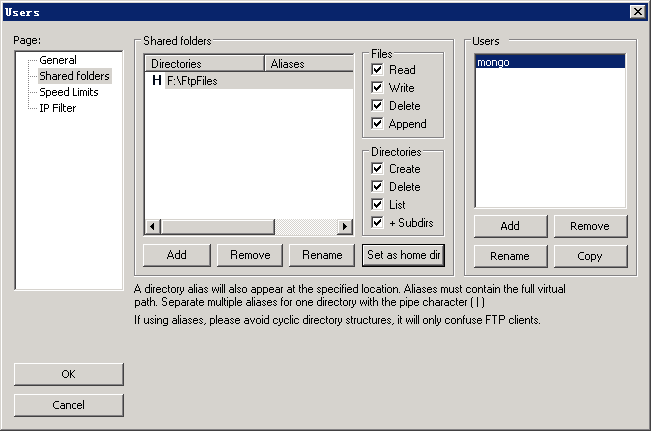 Users
Page:
General
Shared folders
Speed Limits
IP Filter
Shared folders
Directories Aliases
H F:\FtpFiles
Files
Read
Write
Delete
Append
Directories
Create
Delete
List
+ Subdirs
Add Remove Rename Set as home dir
Users
mongo
Add Remove
Rename Copy
A directory alias will also appear at the specified location. Aliases must contain the full virtual
path. Separate multiple aliases for one directory with the pipe character ( | )
If using aliases, please avoid cyclic directory structures, it will only confuse FTP clients.
OK
Cancel